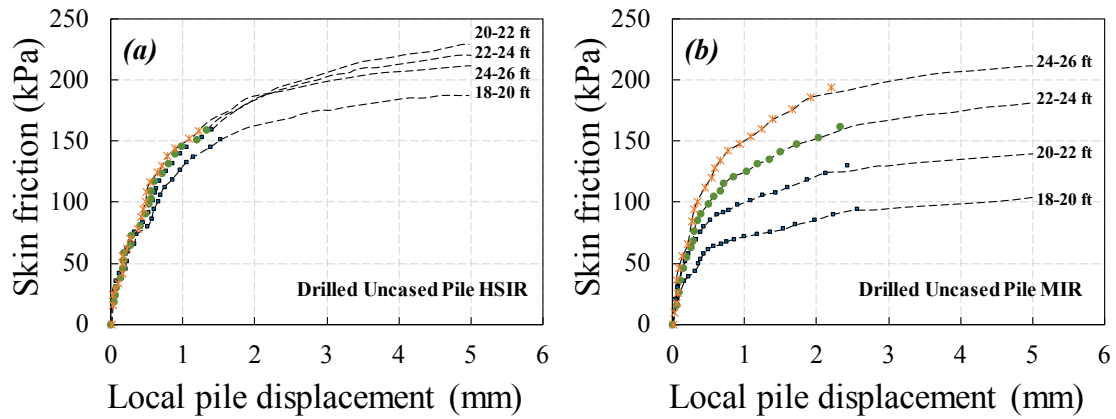 (a)
Skin friction (kPa)
250
200
150
100
50
0
20-22 ft
22-24 ft
24-26 ft
18-20 ft
Drilled Uncased Pile HSIR
0 1 2 3 4 5 6
Local pile displacement (mm)
(b)
Skin friction (kPa)
250
200
150
100
50
0
24-26 ft
22-24 ft
20-22 ft
18-20 ft
Drilled Uncased Pile MIR
0 1 2 3 4 5 6
Local pile displacement (mm)